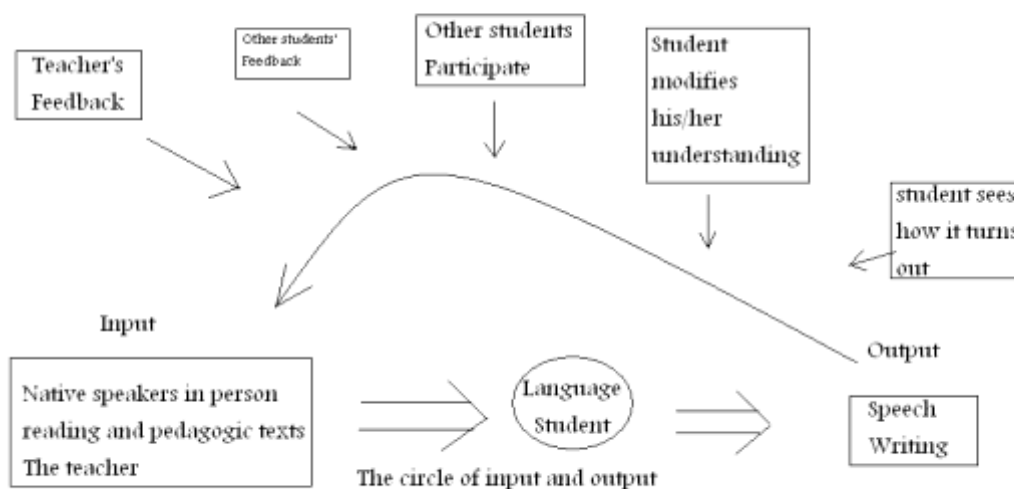 Teacher's
Feedback
Other students'
Feedback
Other students
Participate
Student
modifies
his/her
understanding
student sees
how it turns
out
Input
Native speakers in person
reading and pedagogic texts
The teacher
Language
Student
Output
Speech
Writing
The circle of input and output